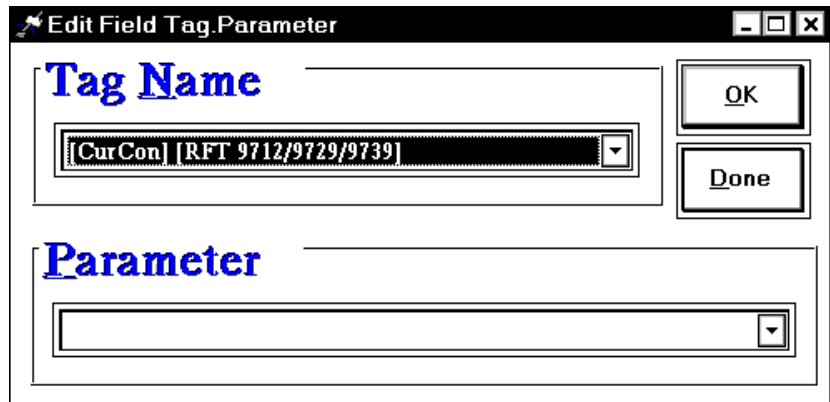 Edit Field Tag.Parameter
Tag Name
OK
[CurCon] [RFT 9712/9729/9739]
Done
Parameter